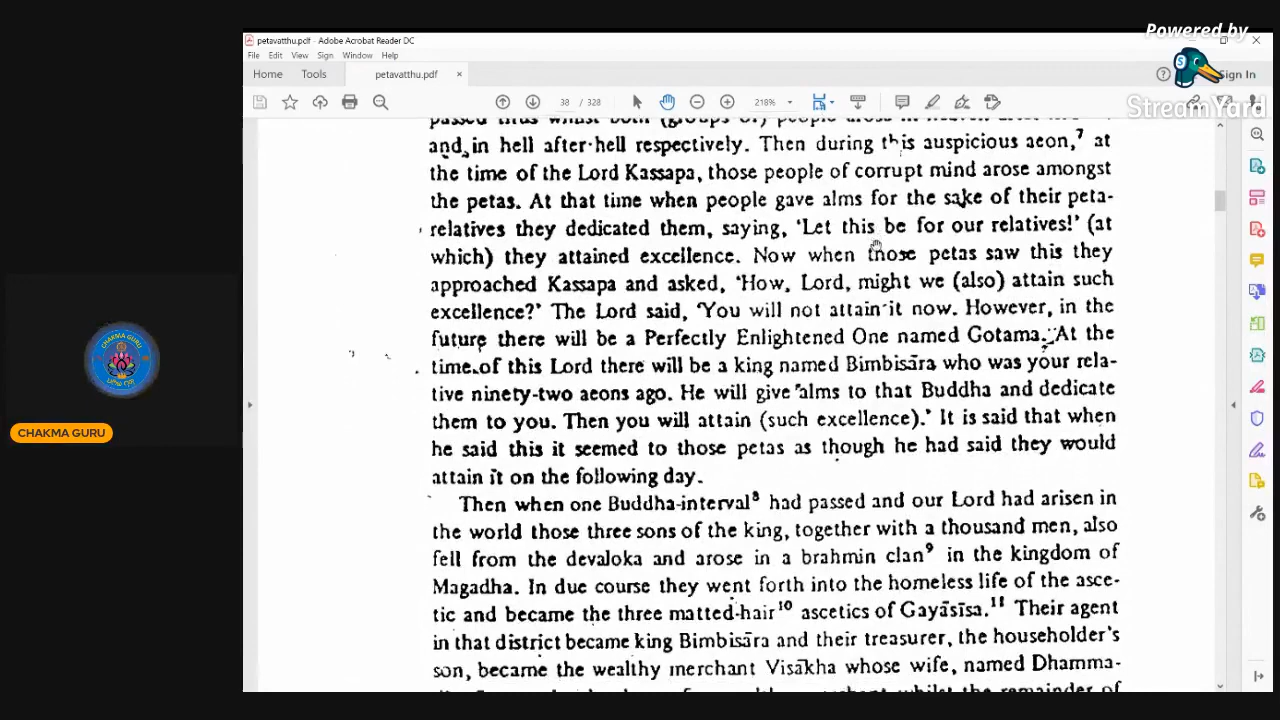 Powered by
StreamYard
petavatthu.pdf - Adobe Acrobat Reader DC
File Edit View Sign Window Help
Home Tools petavatthu.pdf × Sign In
38 / 328 218%
and in hell after hell respectively. Then during this auspicious aeon,7 at
the time of the Lord Kassapa, those people of corrupt mind arose amongst
the petas. At that time when people gave alms for the sake of their peta-
relatives they dedicated them, saying, 'Let this be for our relatives!' (at
which) they attained excellence. Now when those petas saw this they
approached Kassapa and asked, 'How, Lord, might we (also) attain such
excellence?' The Lord said, 'You will not attain it now. However, in the
future there will be a Perfectly Enlightened One named Gotama. At the
time of this Lord there will be a king named Bimbisāra who was your rela-
tive ninety-two aeons ago. He will give alms to that Buddha and dedicate
them to you. Then you will attain (such excellence).' It is said that when
he said this it seemed to those petas as though he had said they would
attain it on the following day.
Then when one Buddha-interval8 had passed and our Lord had arisen in
the world those three sons of the king, together with a thousand men, also
fell from the devaloka and arose in a brahmin clan9 in the kingdom of
Magadha. In due course they went forth into the homeless life of the asce-
tic and became the three matted-hair10 ascetics of Gayāsīsa.11 Their agent
in that district became king Bimbisāra and their treasurer, the householder's
son, became the wealthy merchant Visākha whose wife, named Dhamma-
CHAKMA GURU
CHAKMA GURU